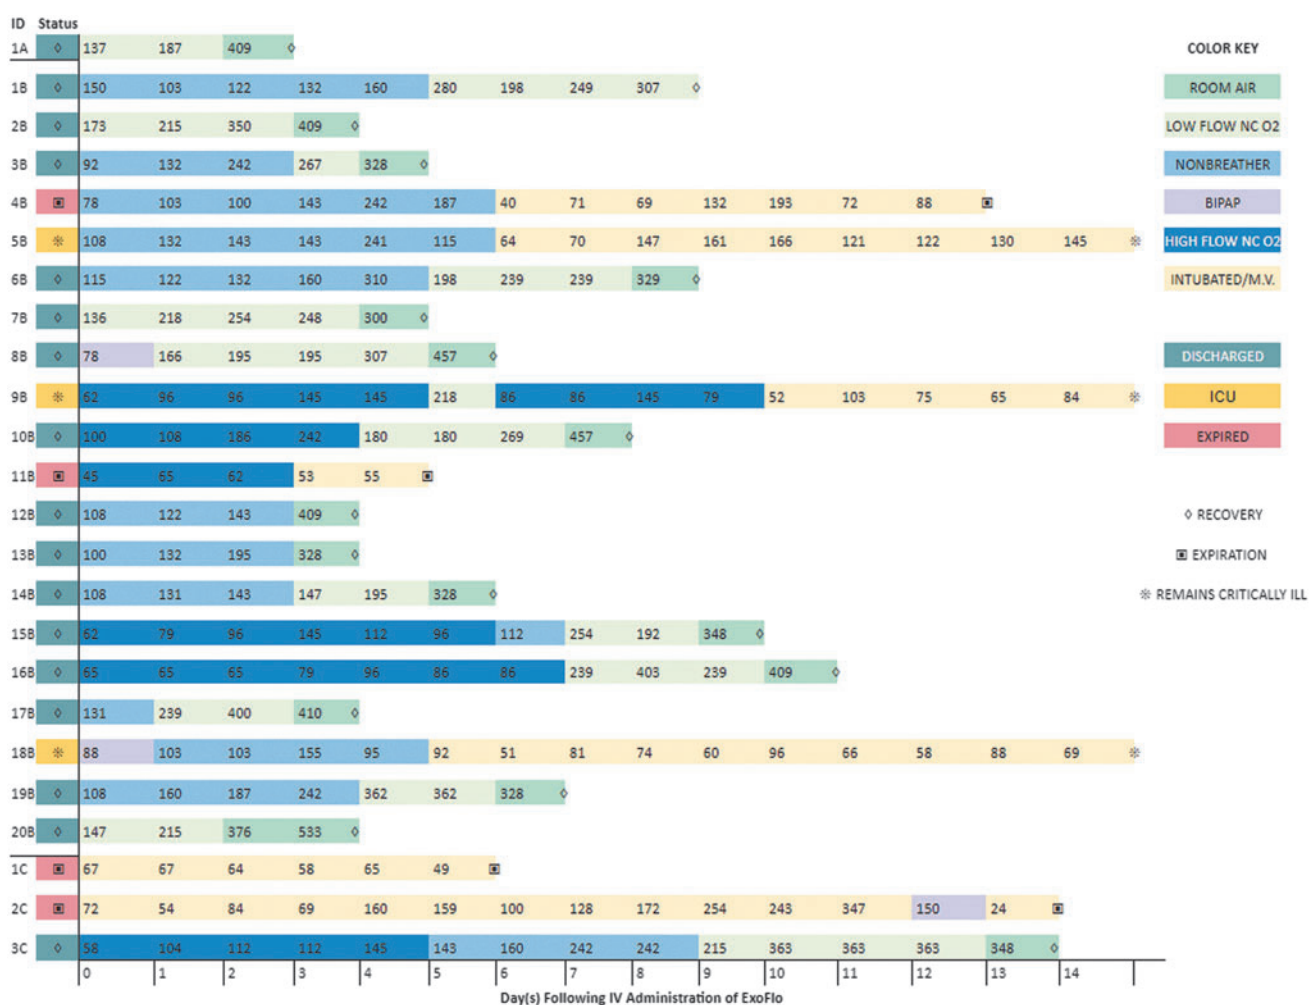 ID Status
1A 137 187 409
COLOR KEY
1B 150 103 122 132 160 280 198 249 307
ROOM AIR
2B 173 215 350 409
LOW FLOW NC O2
3B 92 132 242 267 328
NONBREATHER
4B 78 103 100 143 242 187 40 71 69 132 193 72 88
BIPAP
5B 108 132 143 143 241 115 64 70 147 161 166 121 122 130 145
HIGH FLOW NC O2
6B 115 122 132 160 310 198 239 239 329
INTUBATED/M.V.
7B 136 218 254 248 300
8B 78 166 195 195 307 457
DISCHARGED
9B 62 96 96 145 145 218 86 86 145 79 52 103 75 65 84
ICU
10B 100 108 186 242 180 180 269 457
EXPIRED
11B 45 65 62 53 55
12B 108 122 143 409
◊ RECOVERY
13B 100 132 195 328
▣ EXPIRATION
14B 108 131 143 147 195 328
※ REMAINS CRITICALLY ILL
15B 62 79 96 145 112 96 112 254 192 348
16B 65 65 65 79 96 86 86 239 403 239 409
17B 131 239 400 410
18B 88 103 103 155 95 92 51 81 74 60 96 66 58 88 69
19B 108 160 187 242 362 362 328
20B 147 215 376 533
1C 67 67 64 58 65 49
2C 72 54 84 69 160 159 100 128 172 254 243 347 150 24
3C 58 104 112 112 145 143 160 242 242 215 363 363 363 348
0 1 2 3 4 5 6 7 8 9 10 11 12 13 14
Day(s) Following IV Administration of ExoFlo